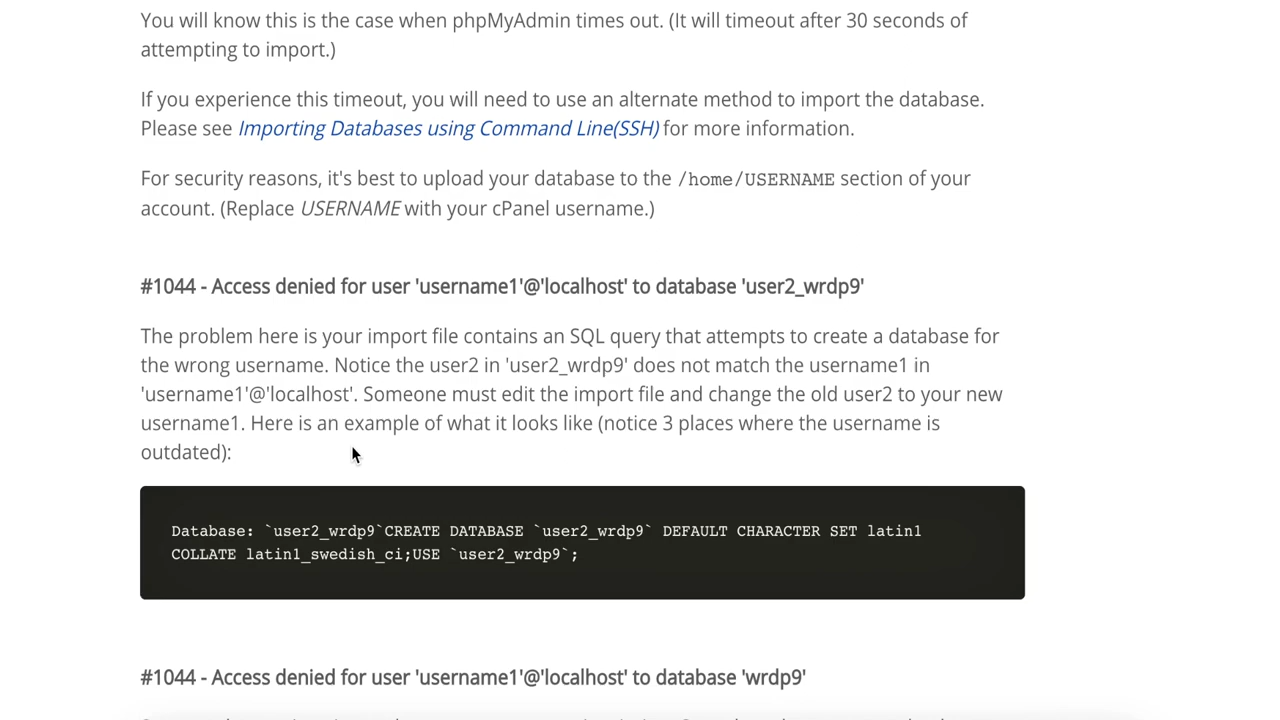 You will know this is the case when phpMyAdmin times out. (It will timeout after 30 seconds of
attempting to import.)
If you experience this timeout, you will need to use an alternate method to import the database.
Please see Importing Databases using Command Line(SSH) for more information.
For security reasons, it's best to upload your database to the /home/USERNAME section of your
account. (Replace USERNAME with your cPanel username.)
#1044 - Access denied for user 'username1'@'localhost' to database 'user2_wrdp9'
The problem here is your import file contains an SQL query that attempts to create a database for
the wrong username. Notice the user2 in 'user2_wrdp9' does not match the username1 in
'username1'@'localhost'. Someone must edit the import file and change the old user2 to your new
username1. Here is an example of what it looks like (notice 3 places where the username is
outdated):
Database: `user2_wrdp9`CREATE DATABASE `user2_wrdp9` DEFAULT CHARACTER SET latin1
COLLATE latin1_swedish_ci;USE `user2_wrdp9`;
#1044 - Access denied for user 'username1'@'localhost' to database 'wrdp9'